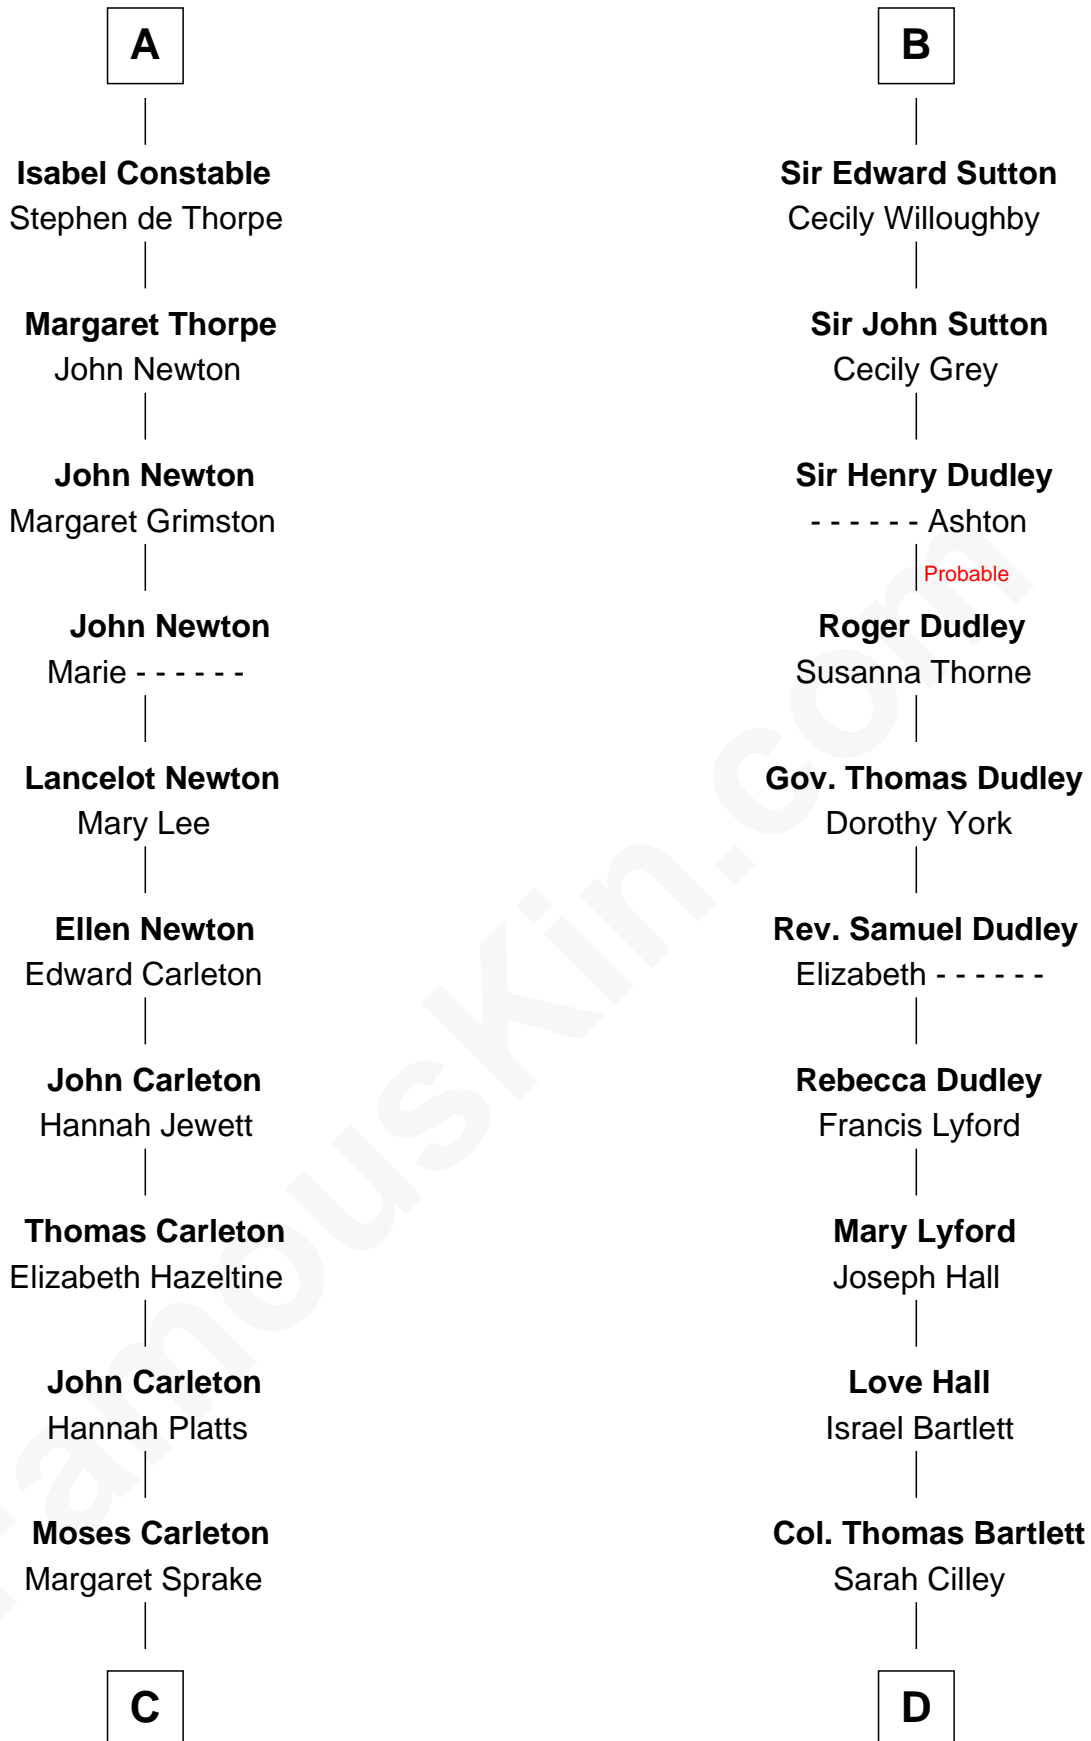 A
Isabel Constable
Stephen de Thorpe
Margaret Thorpe
John Newton
John Newton
Margaret Grimston
John Newton
Marie - - - - - -
Lancelot Newton
Mary Lee
Ellen Newton
Edward Carleton
John Carleton
Hannah Jewett
Thomas Carleton
Elizabeth Hazeltine
John Carleton
Hannah Platts
Moses Carleton
Margaret Sprake
C
B
Sir Edward Sutton
Cecily Willoughby
Sir John Sutton
Cecily Grey
Sir Henry Dudley
- - - - - - Ashton
Probable
Roger Dudley
Susanna Thorne
Gov. Thomas Dudley
Dorothy York
Rev. Samuel Dudley
Elizabeth - - - - - -
Rebecca Dudley
Francis Lyford
Mary Lyford
Joseph Hall
Love Hall
Israel Bartlett
Col. Thomas Bartlett
Sarah Cilley
D
FamousKin.com